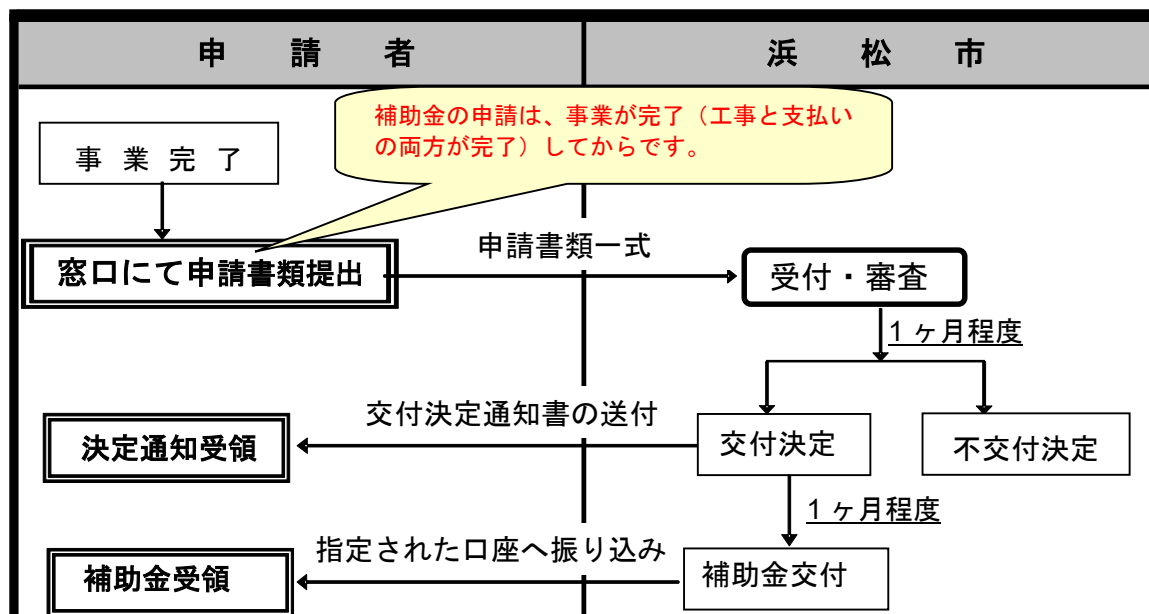 申請者
浜松市
補助金の申請は、事業が完了（工事と支払い
の両方が完了）してからです。
事業完了
窓口にて申請書類提出
申請書類一式
受付・審査
1ヶ月程度
交付決定通知書の送付
決定通知受領
交付決定
不交付決定
1ヶ月程度
指定された口座へ振り込み
補助金受領
補助金交付